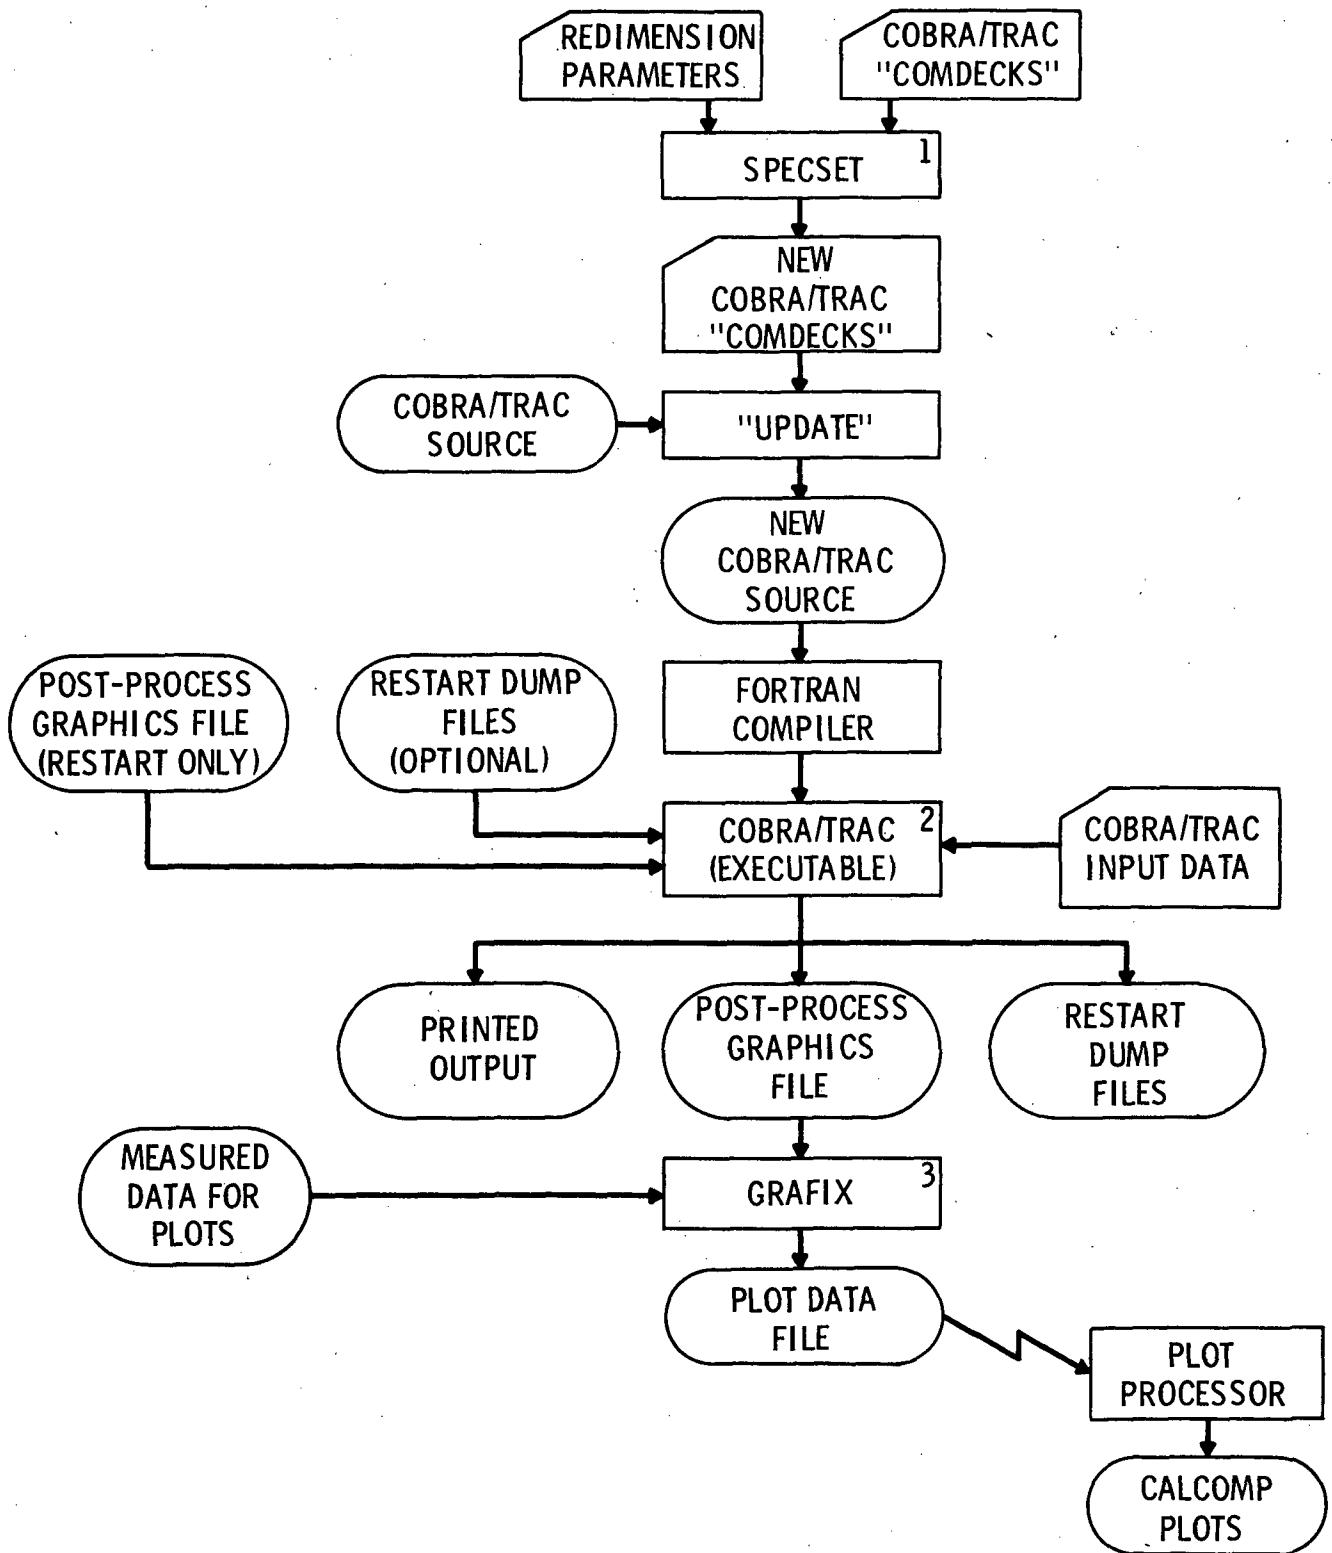 REDIMENSION
PARAMETERS
COBRA/TRAC
"COMDECKS"
SPECSET
1
NEW
COBRA/TRAC
"COMDECKS"
COBRA/TRAC
SOURCE
"UPDATE"
NEW
COBRA/TRAC
SOURCE
POST-PROCESS
GRAPHICS FILE
(RESTART ONLY)
RESTART DUMP
FILES
(OPTIONAL)
FORTRAN
COMPILER
COBRA/TRAC
(EXECUTABLE)
2
COBRA/TRAC
INPUT DATA
PRINTED
OUTPUT
POST-PROCESS
GRAPHICS
FILE
RESTART
DUMP
FILES
MEASURED
DATA FOR
PLOTS
GRAFIX
3
PLOT DATA
FILE
PLOT
PROCESSOR
CALCOMP
PLOTS